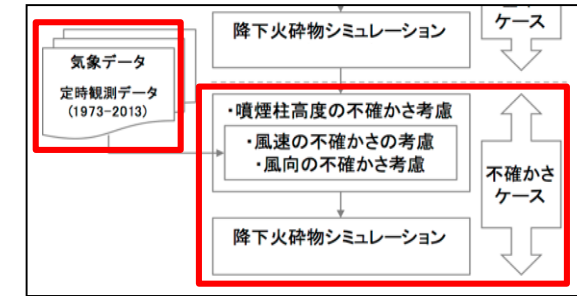 降下火砕物シミュレーション
ケース
気象データ
定時観測データ
(1973-2013)
・噴煙柱高度の不確かさ考慮
・風速の不確かさの考慮
・風向の不確かさ考慮
不確かさ
ケース
降下火砕物シミュレーション